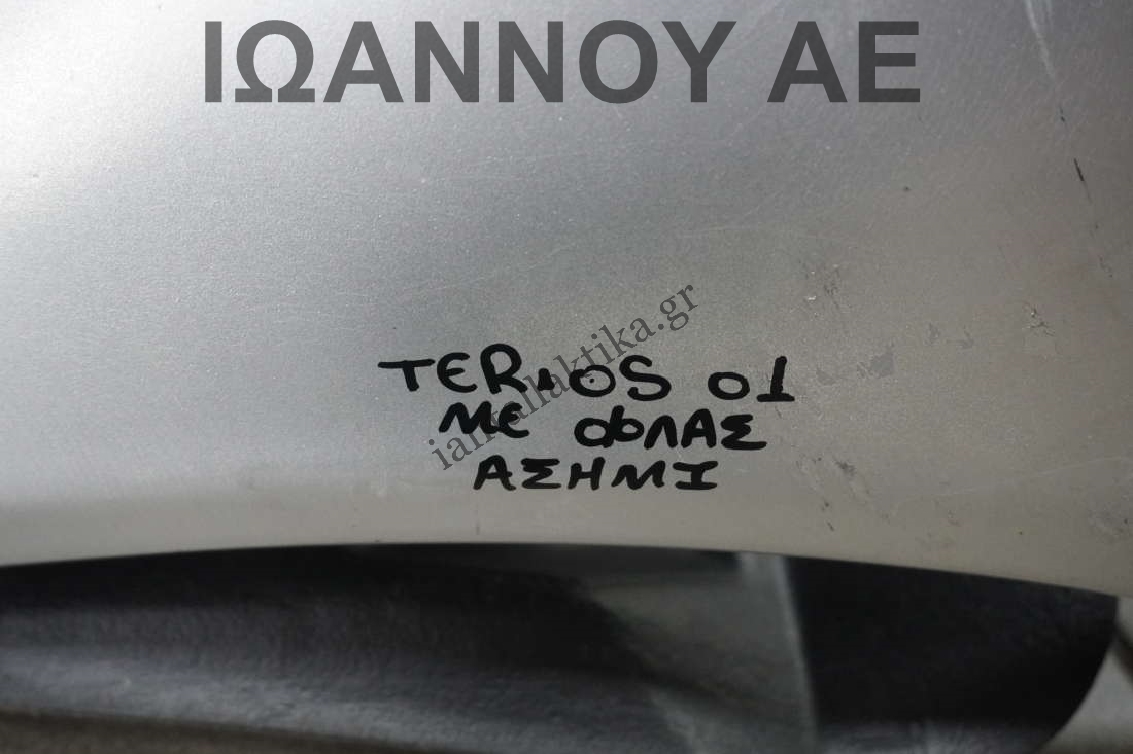 ΙΩΑΝΝΟΥ ΑΕ
iantallaktika.gr
TERIOS 01
ΜΕ ΦΛΑΣ
ΑΣΗΜΙ